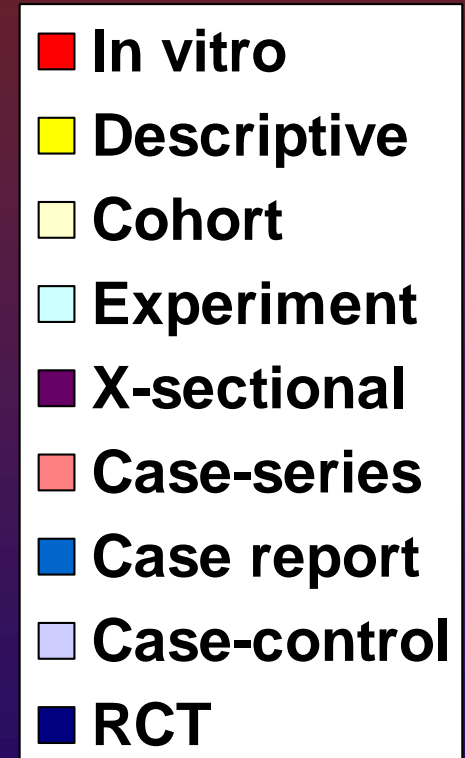 In vitro
Descriptive
Cohort
Experiment
X-sectional
Case-series
Case report
Case-control
RCT